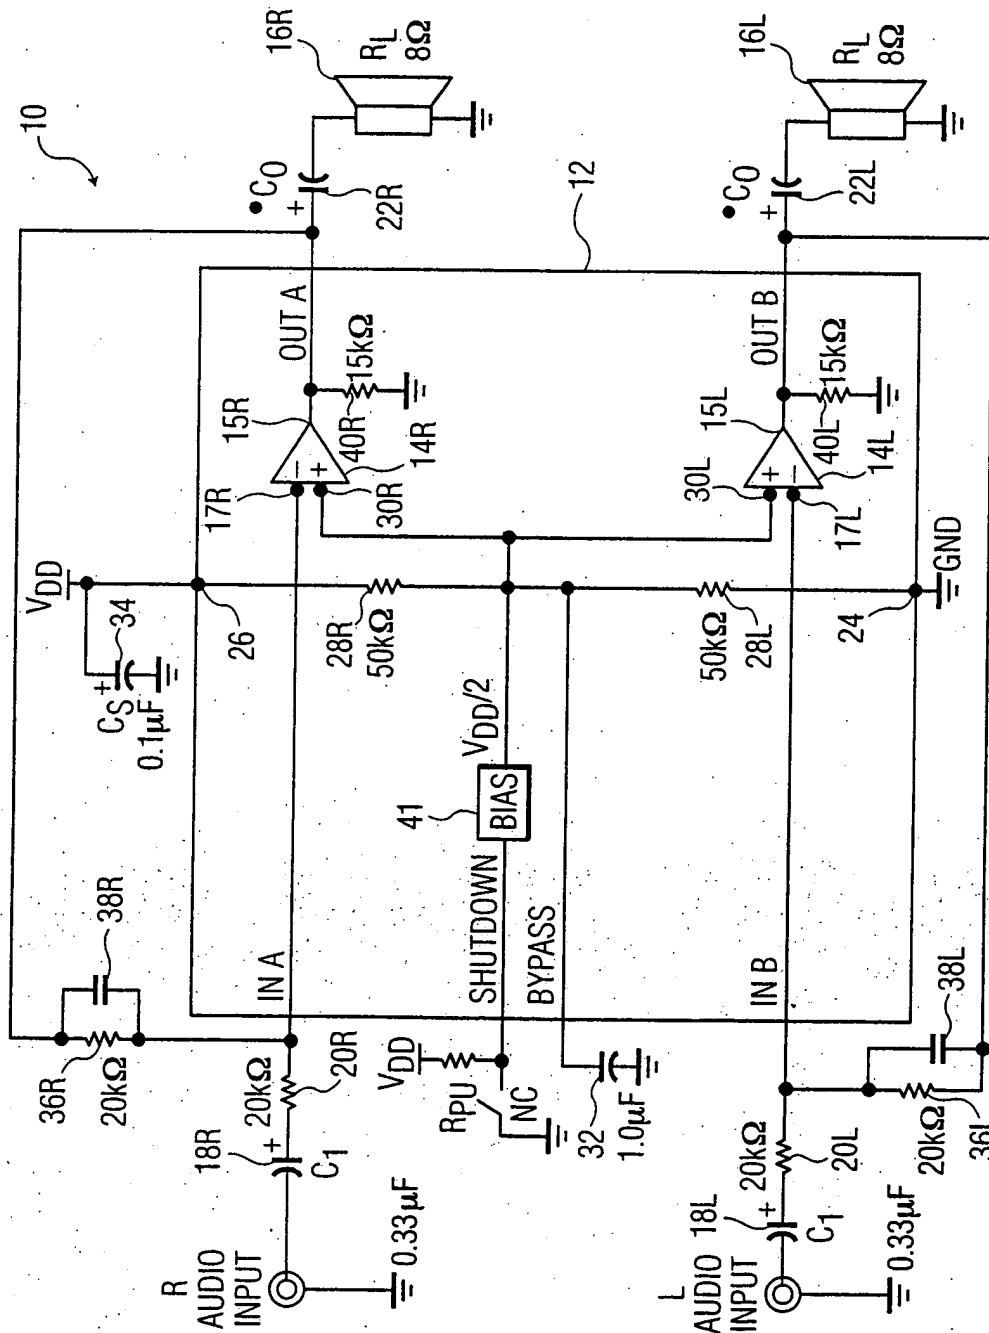 10
16R
R_L
8Ω
•C_O
+
22R
12
16L
R_L
8Ω
•C_O
+
22L
OUT A
15R
15kΩ
40R
14R
17R
−
+
30R
OUT B
15L
15kΩ
40L
14L
30L
+
−
17L
V_DD
34
+
C_S
0.1µF
26
28R
50kΩ
50kΩ
28L
24
GND
V_DD/2
41
BIAS
SHUTDOWN
BYPASS
IN A
IN B
38R
36R
20kΩ
20kΩ
20R
18R
+
C_1
R
AUDIO
INPUT
0.33µF
V_DD
R_PU
NC
32
1.0µF
38L
20kΩ
36L
20kΩ
20L
18L
+
C_1
L
AUDIO
INPUT
0.33µF